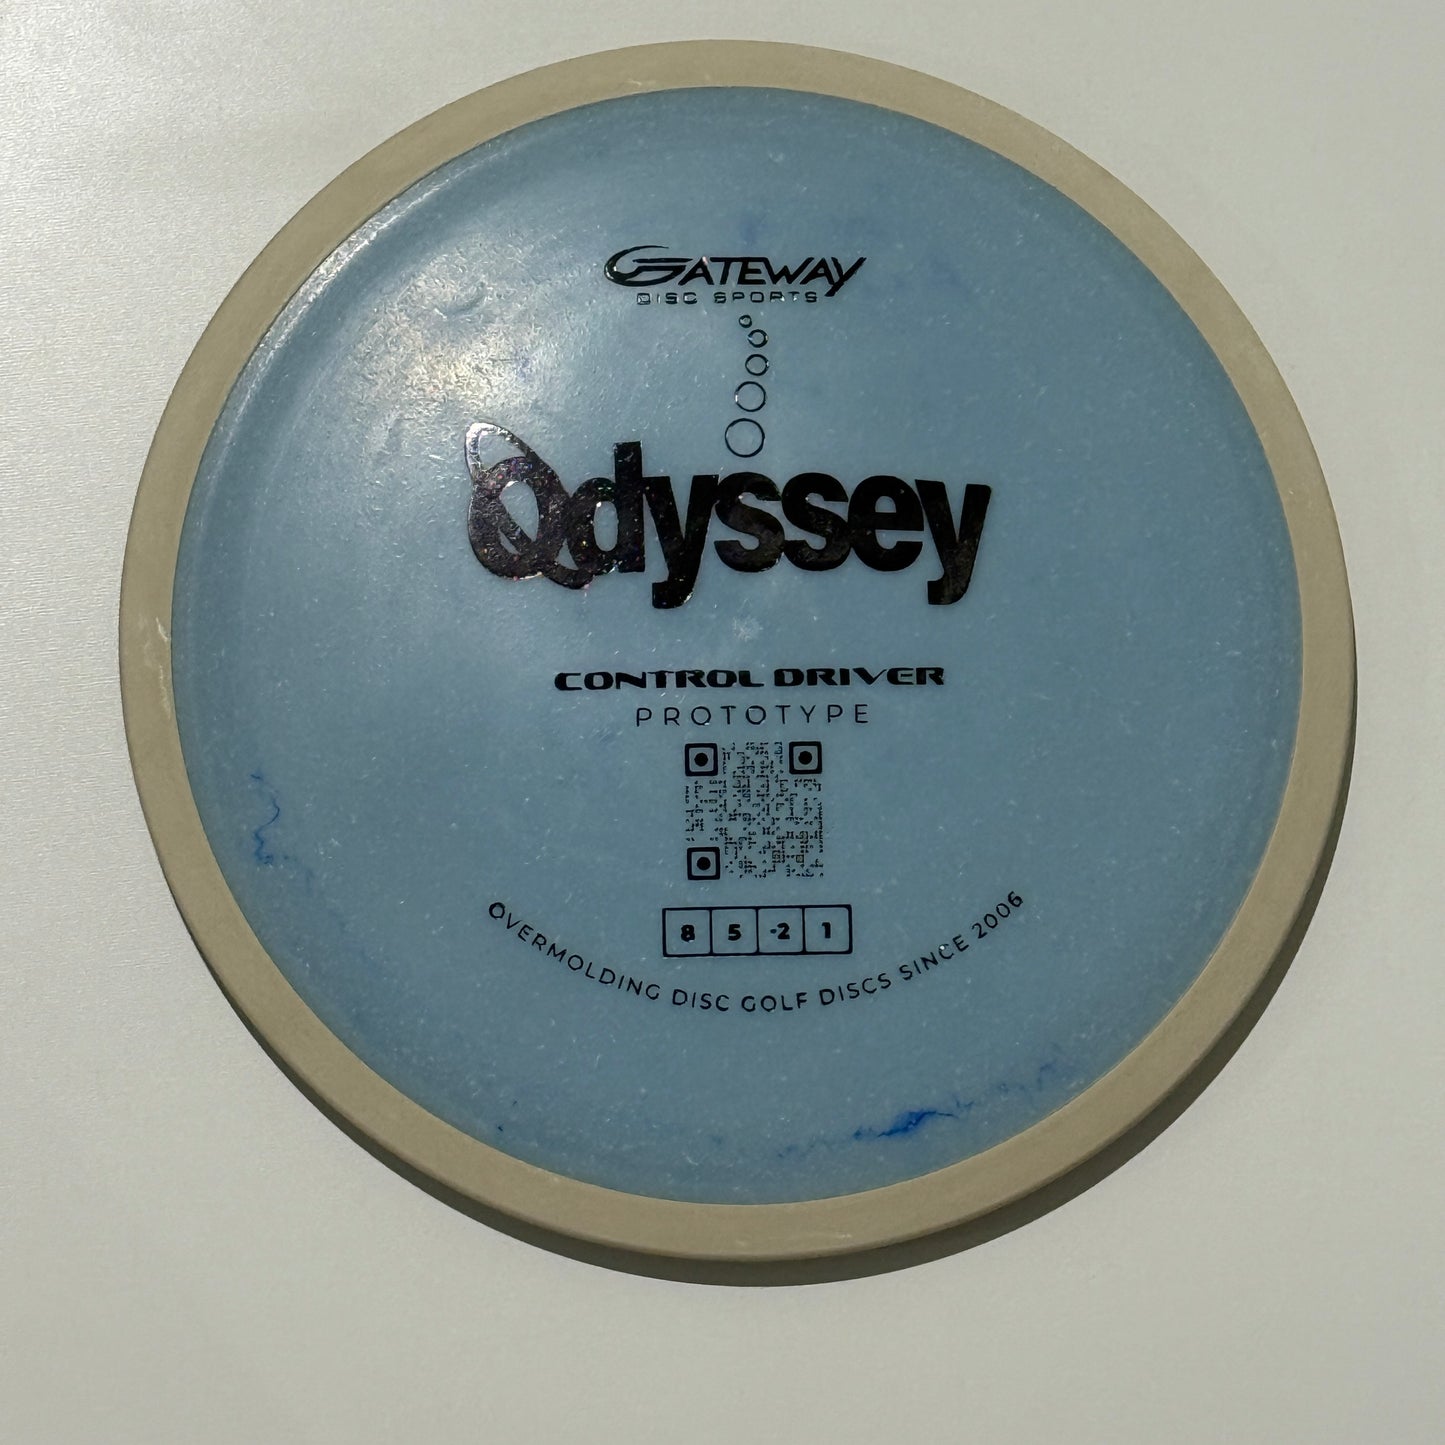 GATEWAY
DISC SPORTS
Odyssey
CONTROL DRIVER
PROTOTYPE
8 5 -2 1
OVERMOLDING DISC GOLF DISCS SINCE 2006